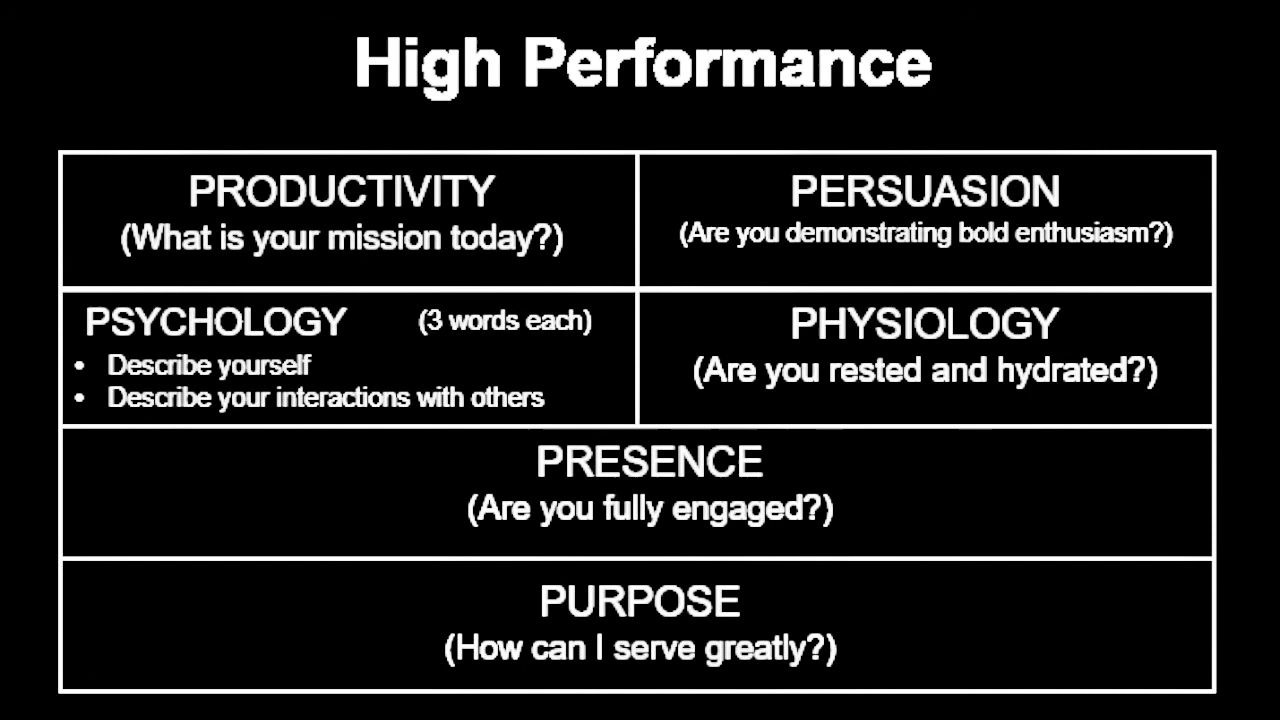 High Performance
PRODUCTIVITY
(What is your mission today?)
PERSUASION
(Are you demonstrating bold enthusiasm?)
PSYCHOLOGY (3 words each)
• Describe yourself
• Describe your interactions with others
PHYSIOLOGY
(Are you rested and hydrated?)
PRESENCE
(Are you fully engaged?)
PURPOSE
(How can I serve greatly?)